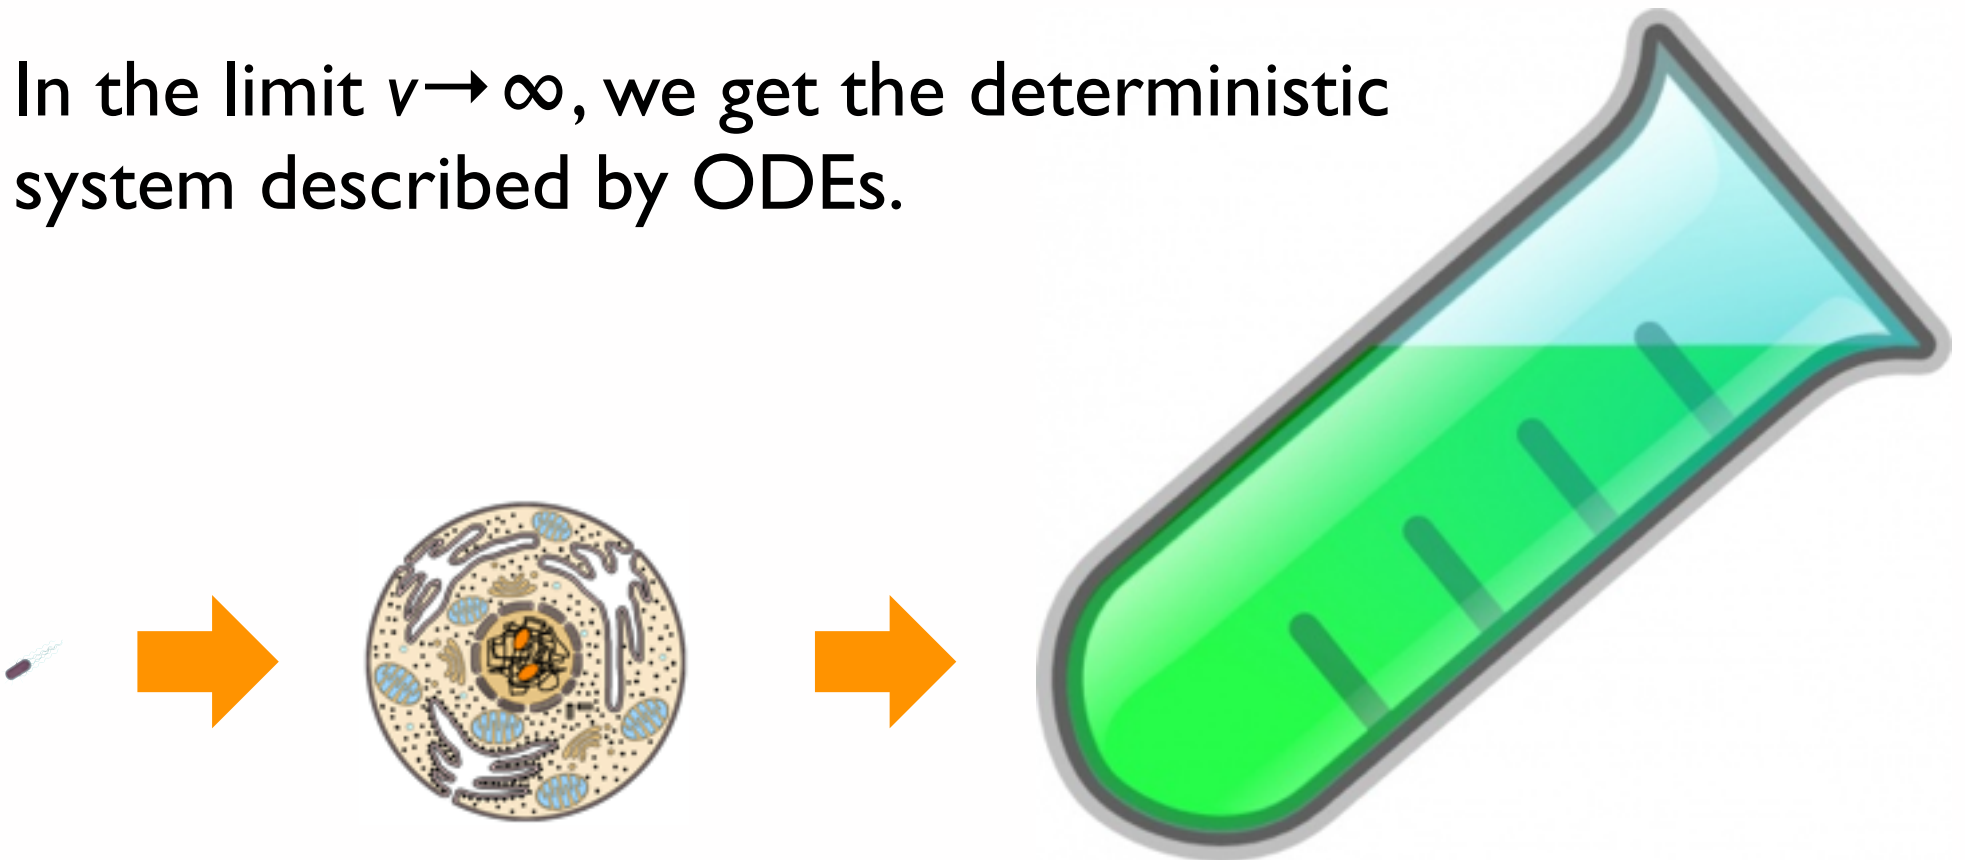 In the limit v→∞, we get the deterministic
system described by ODEs.